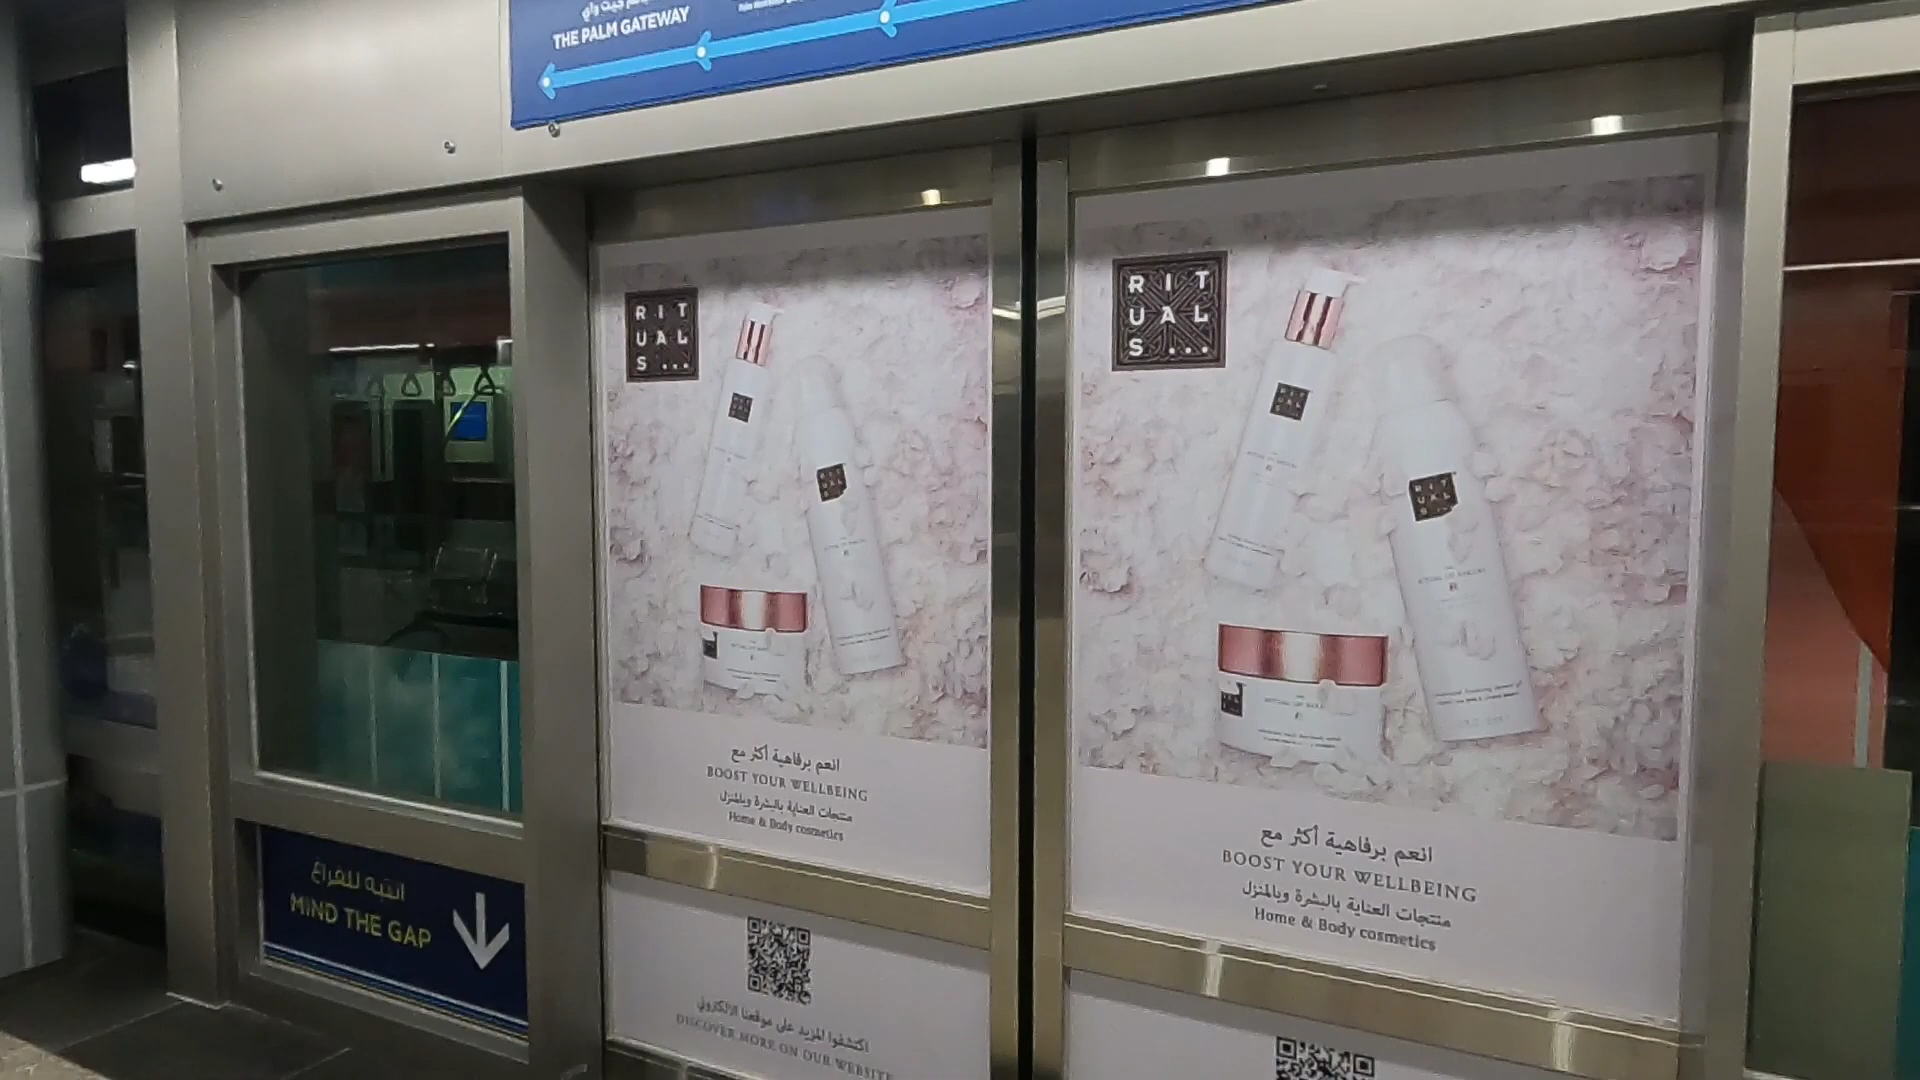 THE PALM GATEWAY
RIT
UAL
S...
انعم برفاهية أكثر مع
BOOST YOUR WELLBEING
منتجات العناية بالبشرة وبالمنزل
Home & Body cosmetics
اكتشفوا المزيد على موقعنا الالكتروني
DISCOVER MORE ON OUR WEBSITE
RIT
UAL
S...
انعم برفاهية أكثر مع
BOOST YOUR WELLBEING
منتجات العناية بالبشرة وبالمنزل
Home & Body cosmetics
انتبه للفراغ
MIND THE GAP